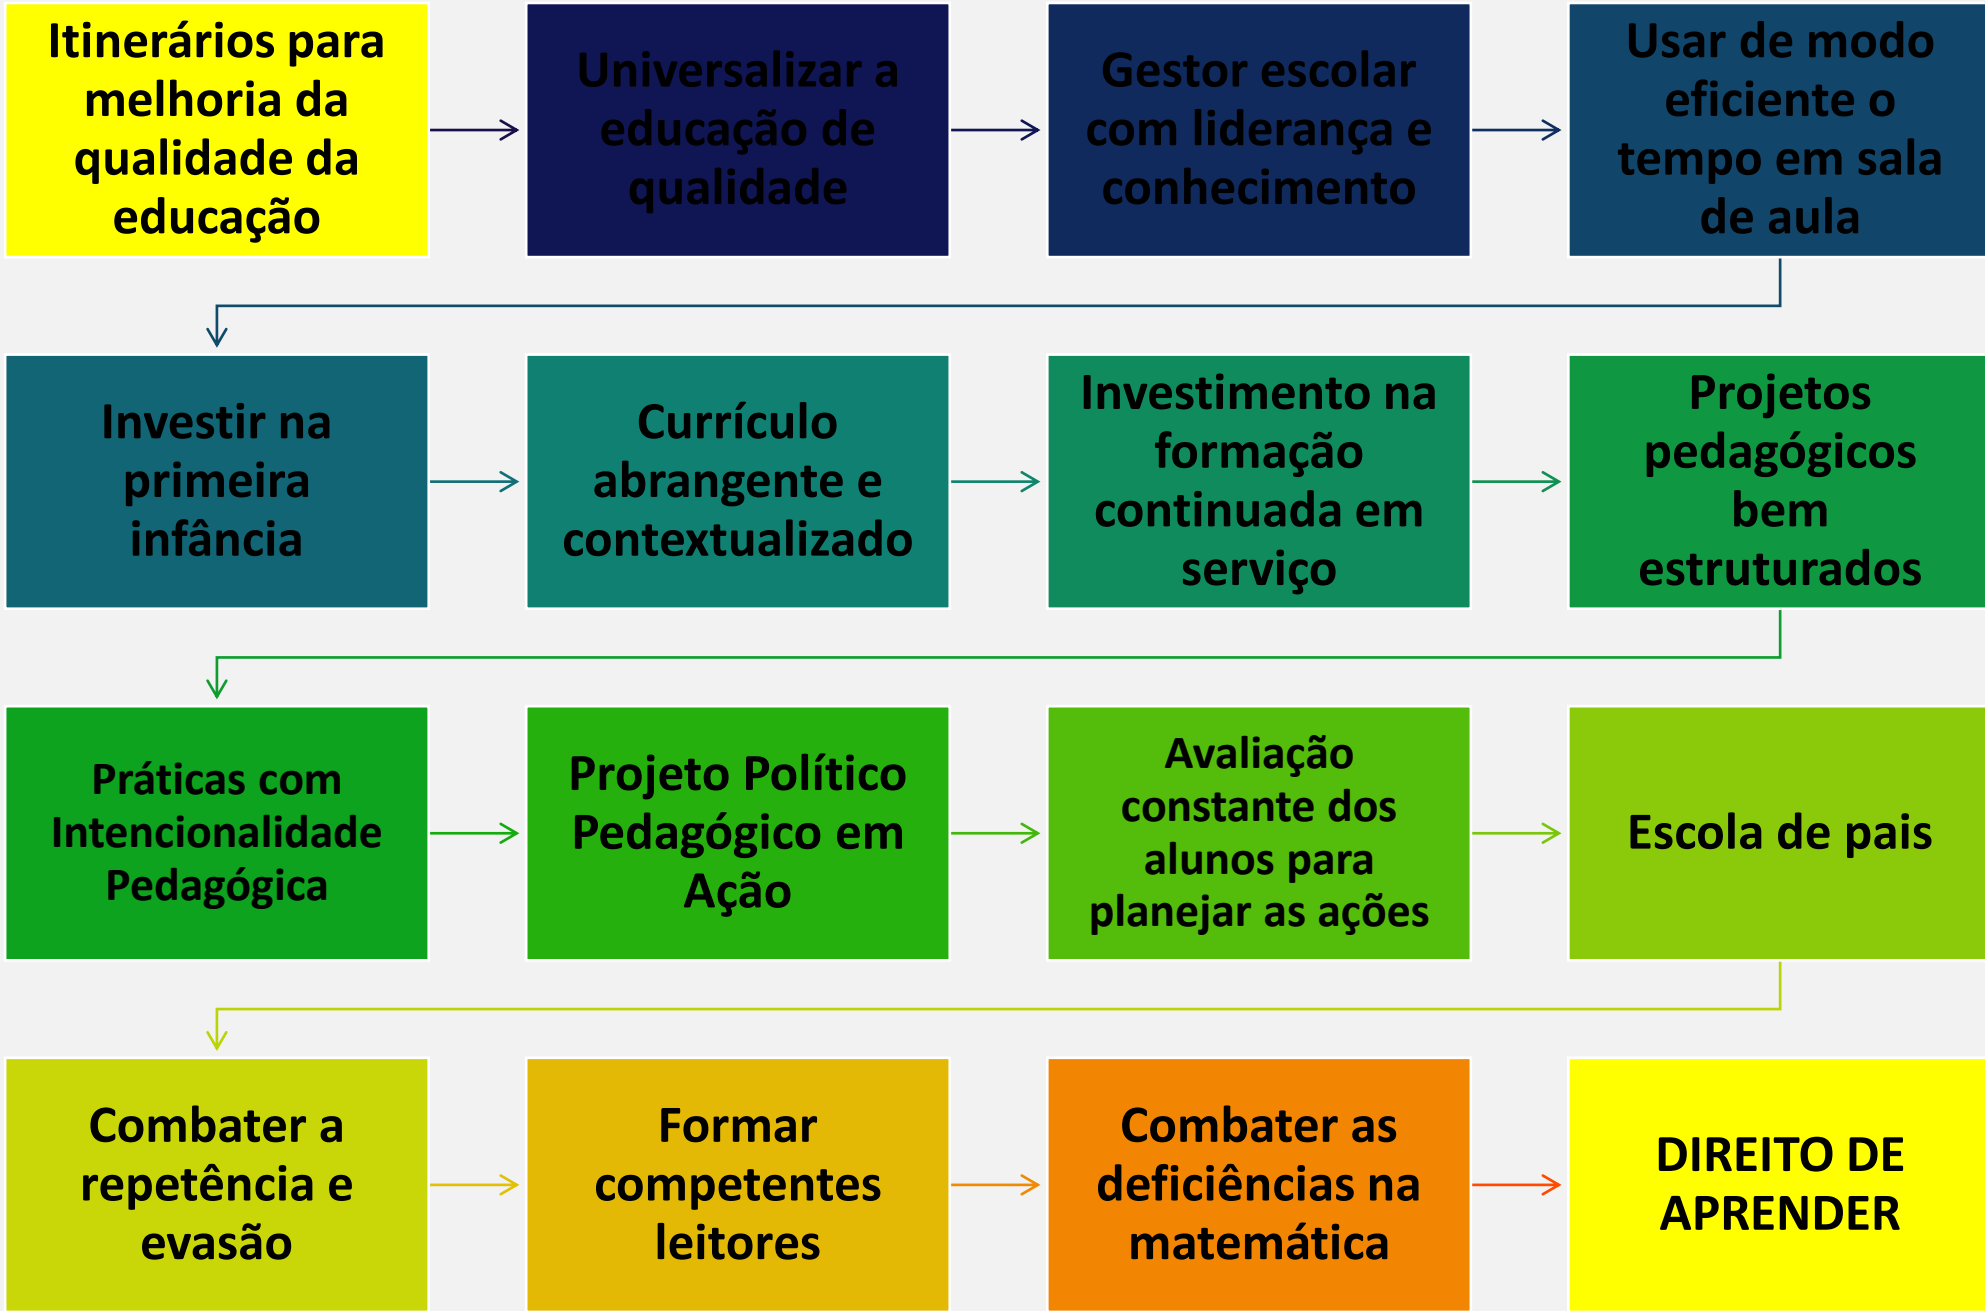 Itinerários para
melhoria da
qualidade da
educação
Universalizar a
educação de
qualidade
Gestor escolar
com liderança e
conhecimento
Usar de modo
eficiente o
tempo em sala
de aula
Investir na
primeira
infância
Currículo
abrangente e
contextualizado
Investimento na
formação
continuada em
serviço
Projetos
pedagógicos
bem
estruturados
Práticas com
Intencionalidade
Pedagógica
Projeto Político
Pedagógico em
Ação
Avaliação
constante dos
alunos para
planejar as ações
Escola de pais
Combater a
repetência e
evasão
Formar
competentes
leitores
Combater as
deficiências na
matemática
DIREITO DE
APRENDER